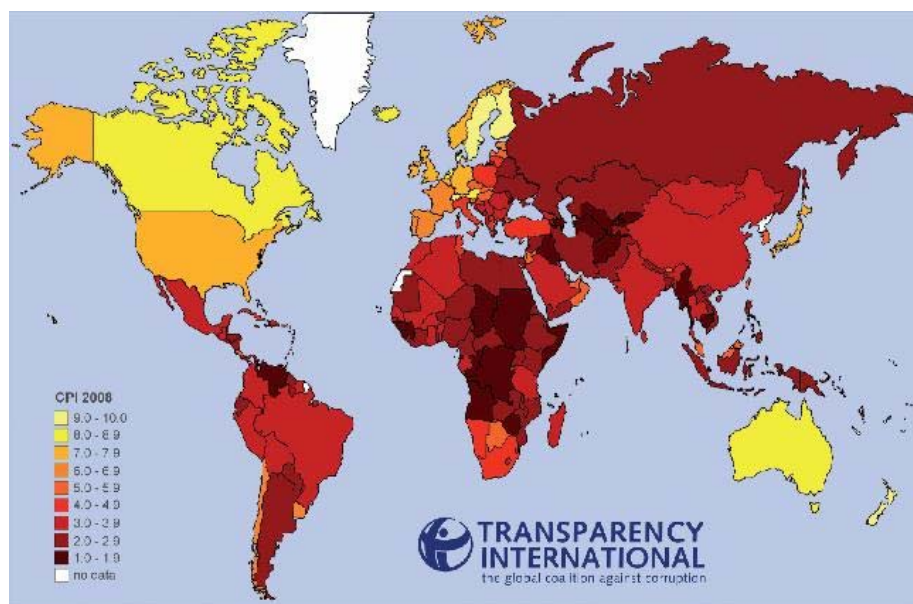 CPI 2008
9.0 - 10.0
8.0 - 8.9
7.0 - 7.9
6.0 - 6.9
5.0 - 5.9
4.0 - 4.9
3.0 - 3.9
2.0 - 2.9
1.0 - 1.9
no data
TRANSPARENCY
INTERNATIONAL
the global coalition against corruption